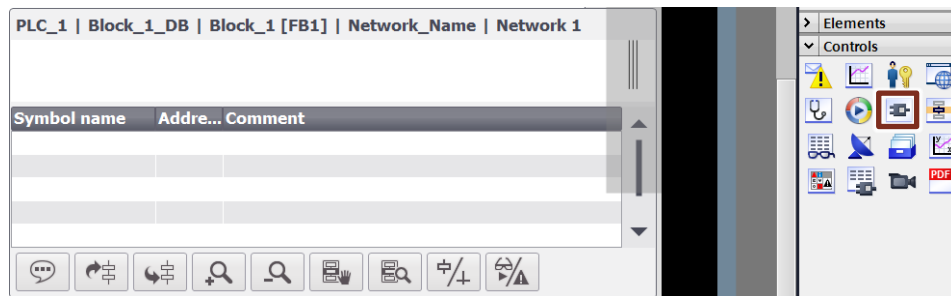 PLC_1 | Block_1_DB | Block_1 [FB1] | Network_Name | Network 1
Symbol name Addre... Comment
Elements
Controls
PDF